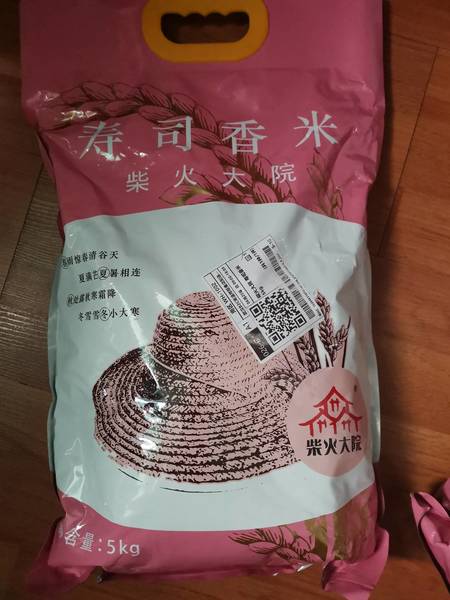 寿司香米
柴火大院
春雨惊春清谷天
夏满芒夏暑相连
秋处露秋寒霜降
冬雪雪冬小大寒
柴火大院
含量:5kg